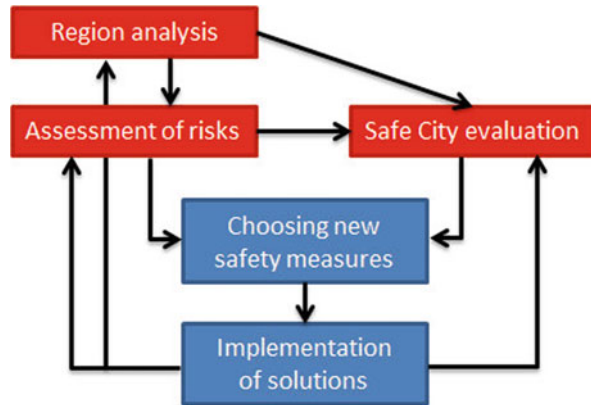 Region analysis
Assessment of risks
Safe City evaluation
Choosing new
safety measures
Implementation
of solutions